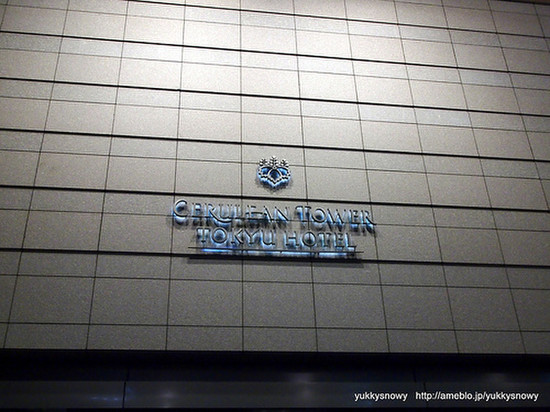 CERULEAN TOWER
TOKYU HOTEL
yukkysnowy http://ameblo.jp/yukkysnowy